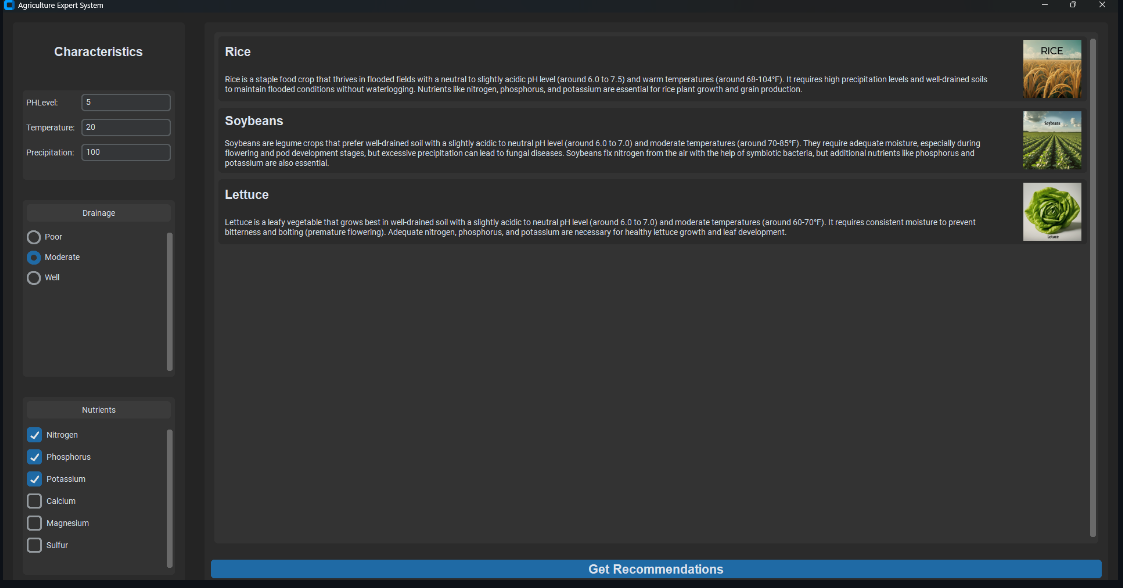 Agriculture Expert System
Characteristics
PHLevel: 5
Temperature: 20
Precipitation: 100
Drainage
Poor
Moderate
Well
Nutrients
Nitrogen
Phosphorus
Potassium
Calcium
Magnesium
Sulfur
Rice
Rice is a staple food crop that thrives in flooded fields with a neutral to slightly acidic pH level (around 6.0 to 7.5) and warm temperatures (around 68-104°F). It requires high precipitation levels and well-drained soils
to maintain flooded conditions without waterlogging. Nutrients like nitrogen, phosphorus, and potassium are essential for rice plant growth and grain production.
RICE
Soybeans
Soybeans are legume crops that prefer well-drained soil with a slightly acidic to neutral pH level (around 6.0 to 7.0) and moderate temperatures (around 70-85°F). They require adequate moisture, especially during
flowering and pod development stages, but excessive precipitation can lead to fungal diseases. Soybeans fix nitrogen from the air with the help of symbiotic bacteria, but additional nutrients like phosphorus and
potassium are also essential.
Soybeans
Lettuce
Lettuce is a leafy vegetable that grows best in well-drained soil with a slightly acidic to neutral pH level (around 6.0 to 7.0) and moderate temperatures (around 60-70°F). It requires consistent moisture to prevent
bitterness and bolting (premature flowering). Adequate nitrogen, phosphorus, and potassium are necessary for healthy lettuce growth and leaf development.
Get Recommendations